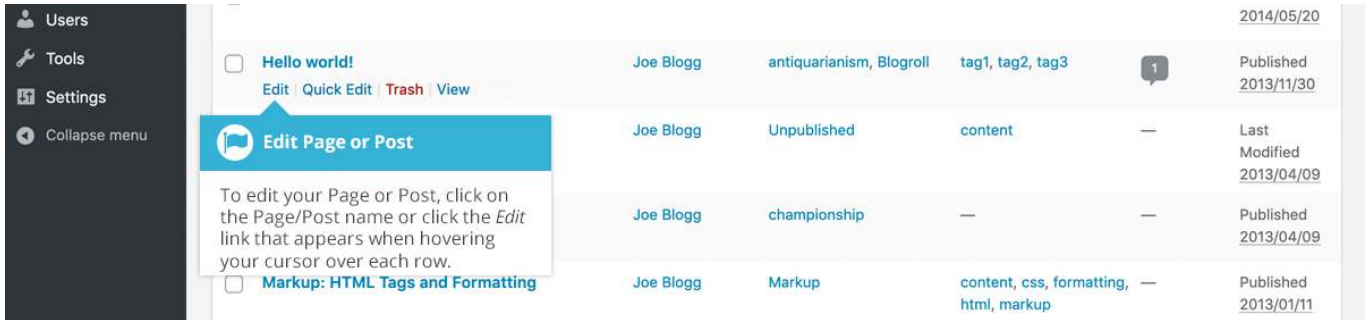 Users
Tools
Settings
Collapse menu
2014/05/20
Hello world! Joe Blogg antiquarianism, Blogroll tag1, tag2, tag3 1 Published
Edit | Quick Edit | Trash | View 2013/11/30
Edit Page or Post
To edit your Page or Post, click on
the Page/Post name or click the Edit
link that appears when hovering
your cursor over each row.
Joe Blogg Unpublished content — Last
Modified
2013/04/09
Joe Blogg championship — — Published
2013/04/09
Markup: HTML Tags and Formatting Joe Blogg Markup content, css, formatting, — Published
html, markup 2013/01/11